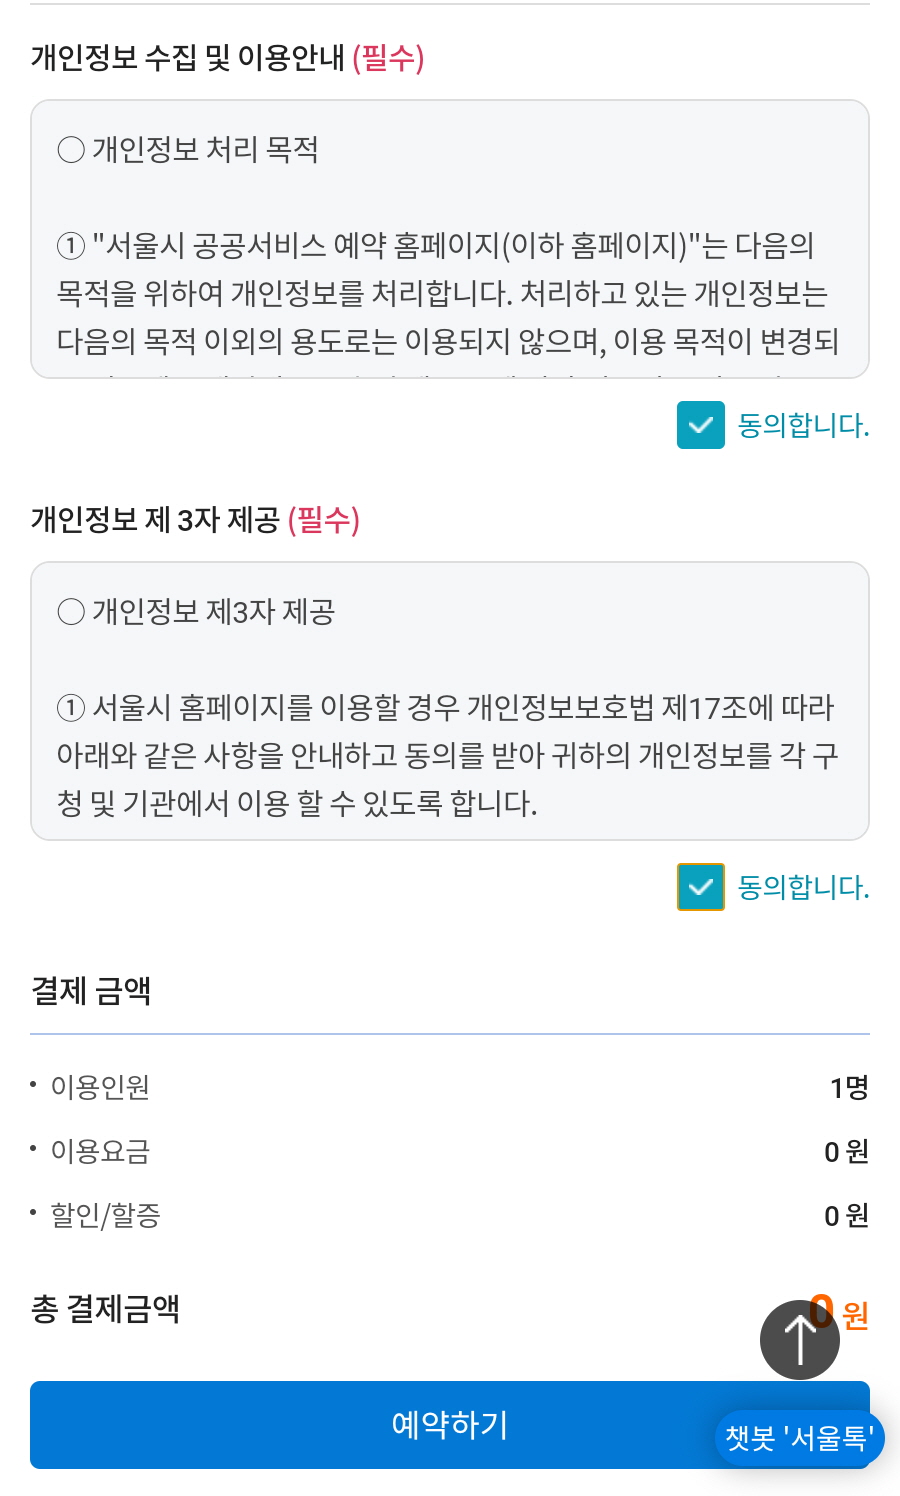 개인정보 수집 및 이용안내 (필수)
○ 개인정보 처리 목적
① "서울시 공공서비스 예약 홈페이지(이하 홈페이지)"는 다음의
목적을 위하여 개인정보를 처리합니다. 처리하고 있는 개인정보는
다음의 목적 이외의 용도로는 이용되지 않으며, 이용 목적이 변경되
동의합니다.
개인정보 제 3자 제공 (필수)
○ 개인정보 제3자 제공
① 서울시 홈페이지를 이용할 경우 개인정보보호법 제17조에 따라
아래와 같은 사항을 안내하고 동의를 받아 귀하의 개인정보를 각 구
청 및 기관에서 이용 할 수 있도록 합니다.
동의합니다.
결제 금액
• 이용인원 1명
• 이용요금 0 원
• 할인/할증 0 원
총 결제금액 0 원
예약하기
챗봇 '서울톡'